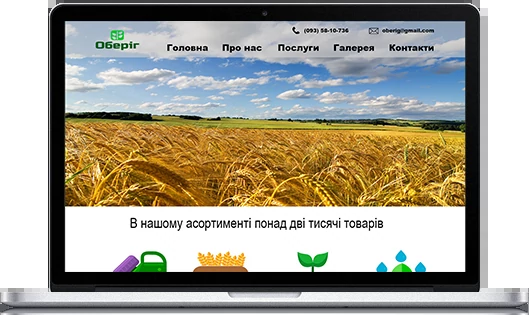 (093) 58-10-736 oberig@gmail.com
Оберіг
Головна Про нас Послуги Галерея Контакти
В нашому асортименті понад дві тисячі товарів